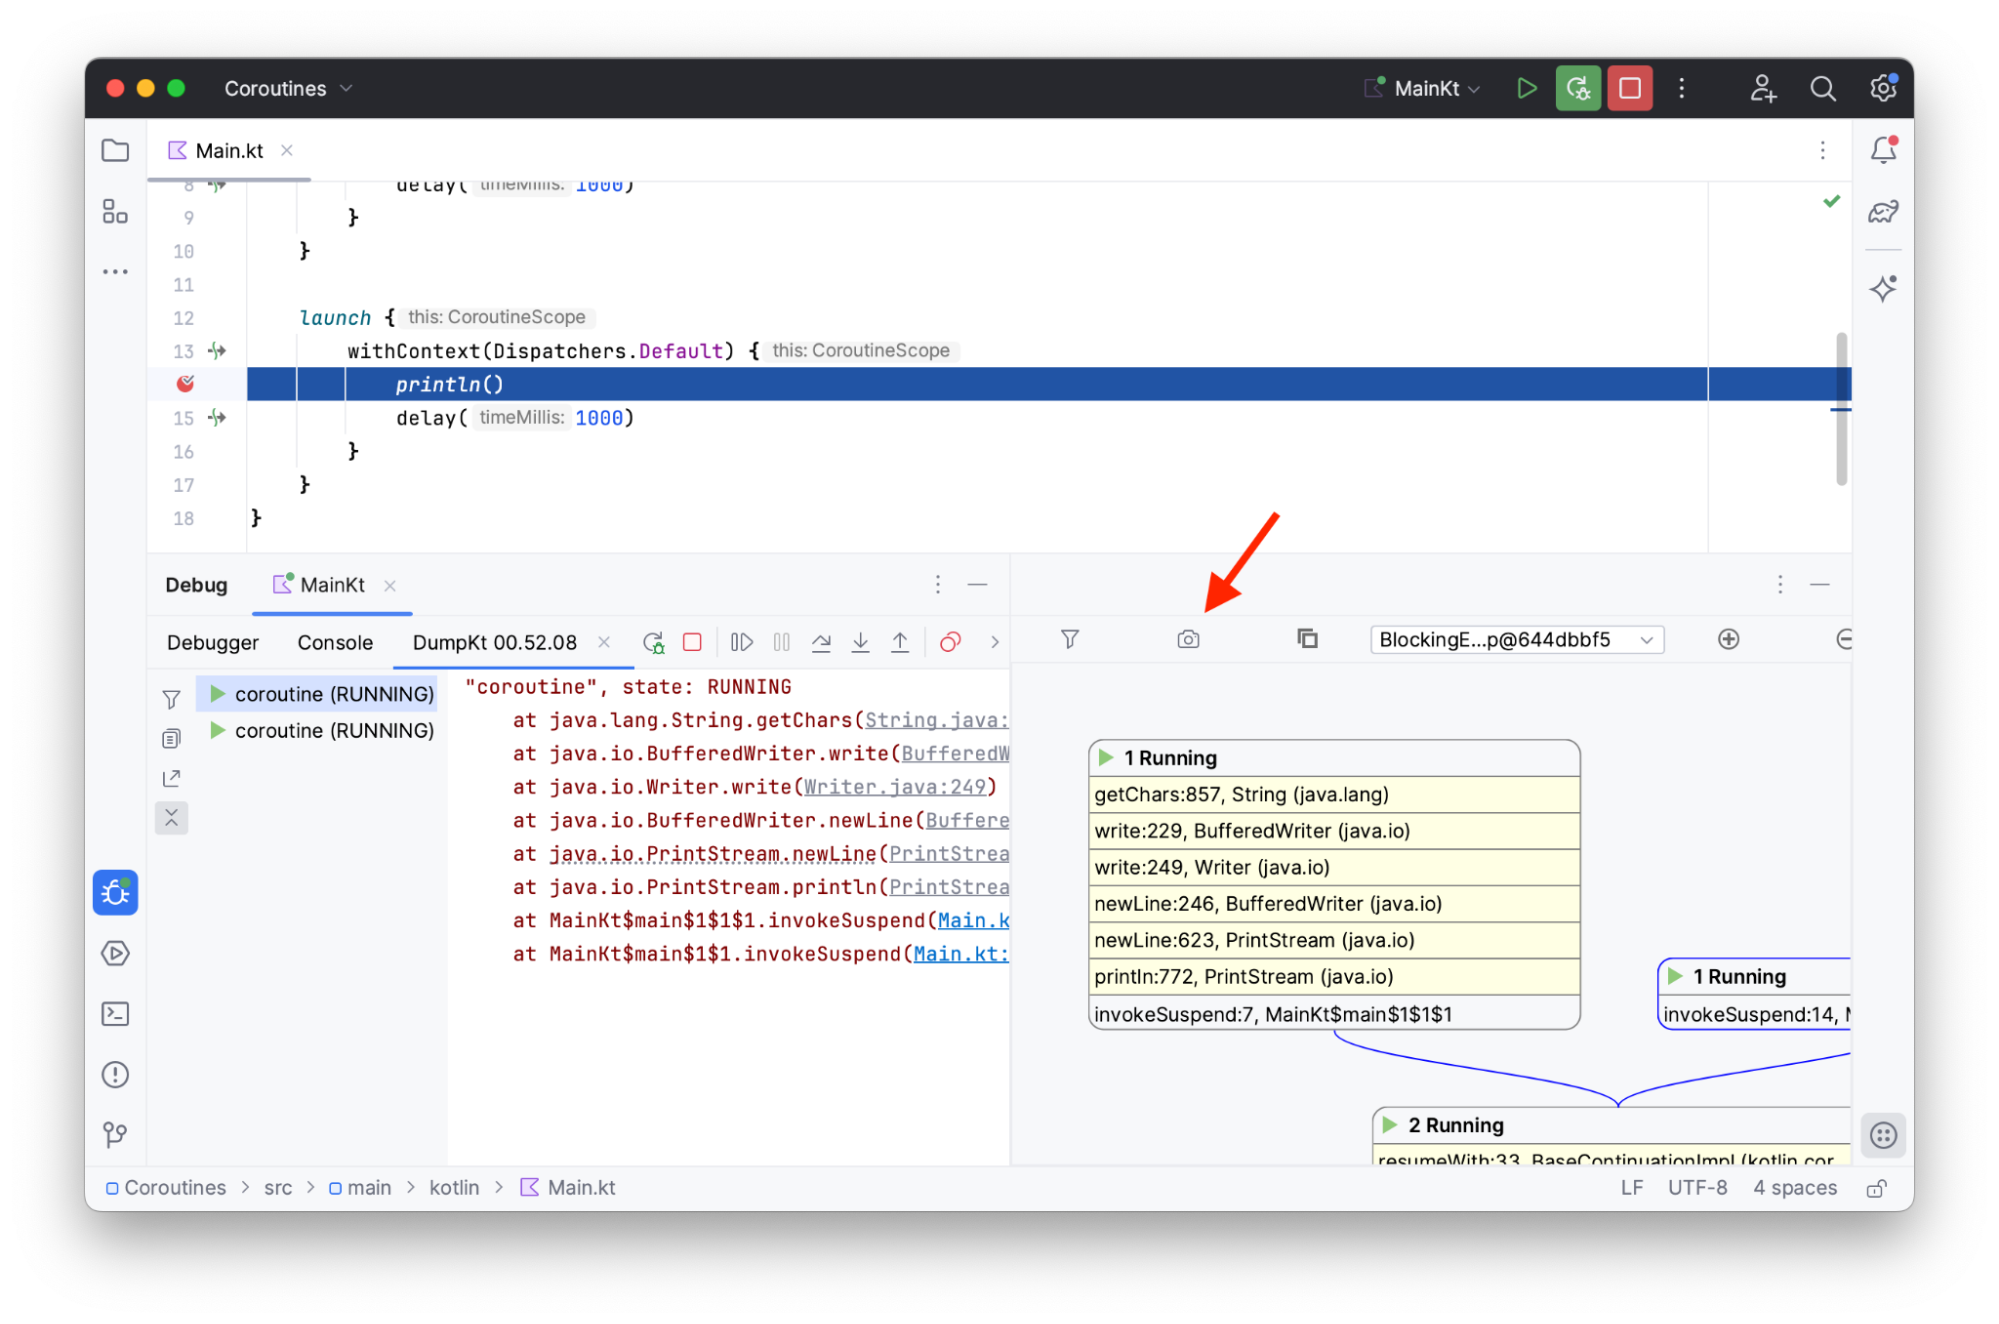 Coroutines
MainKt
Main.kt
8 delay( timeMillis: 1000)
9 }
10 }
11
12 launch { this: CoroutineScope
13 withContext(Dispatchers.Default) { this: CoroutineScope
println()
15 delay( timeMillis: 1000)
16 }
17 }
18 }
Debug MainKt
Debugger Console DumpKt 00.52.08
BlockingE...p@644dbbf5
coroutine (RUNNING)
coroutine (RUNNING)
"coroutine", state: RUNNING
at java.lang.String.getChars(String.java:
at java.io.BufferedWriter.write(BufferedW
at java.io.Writer.write(Writer.java:249)
at java.io.BufferedWriter.newLine(Buffere
at java.io.PrintStream.newLine(PrintStrea
at java.io.PrintStream.println(PrintStrea
at MainKt$main$1$1$1.invokeSuspend(Main.k
at MainKt$main$1$1.invokeSuspend(Main.kt:
1 Running
getChars:857, String (java.lang)
write:229, BufferedWriter (java.io)
write:249, Writer (java.io)
newLine:246, BufferedWriter (java.io)
newLine:623, PrintStream (java.io)
println:772, PrintStream (java.io)
invokeSuspend:7, MainKt$main$1$1$1
1 Running
invokeSuspend:14, M
2 Running
resumeWith:33, BaseContinuationImpl (kotlin.cor
Coroutines > src > main > kotlin > Main.kt
LF UTF-8 4 spaces